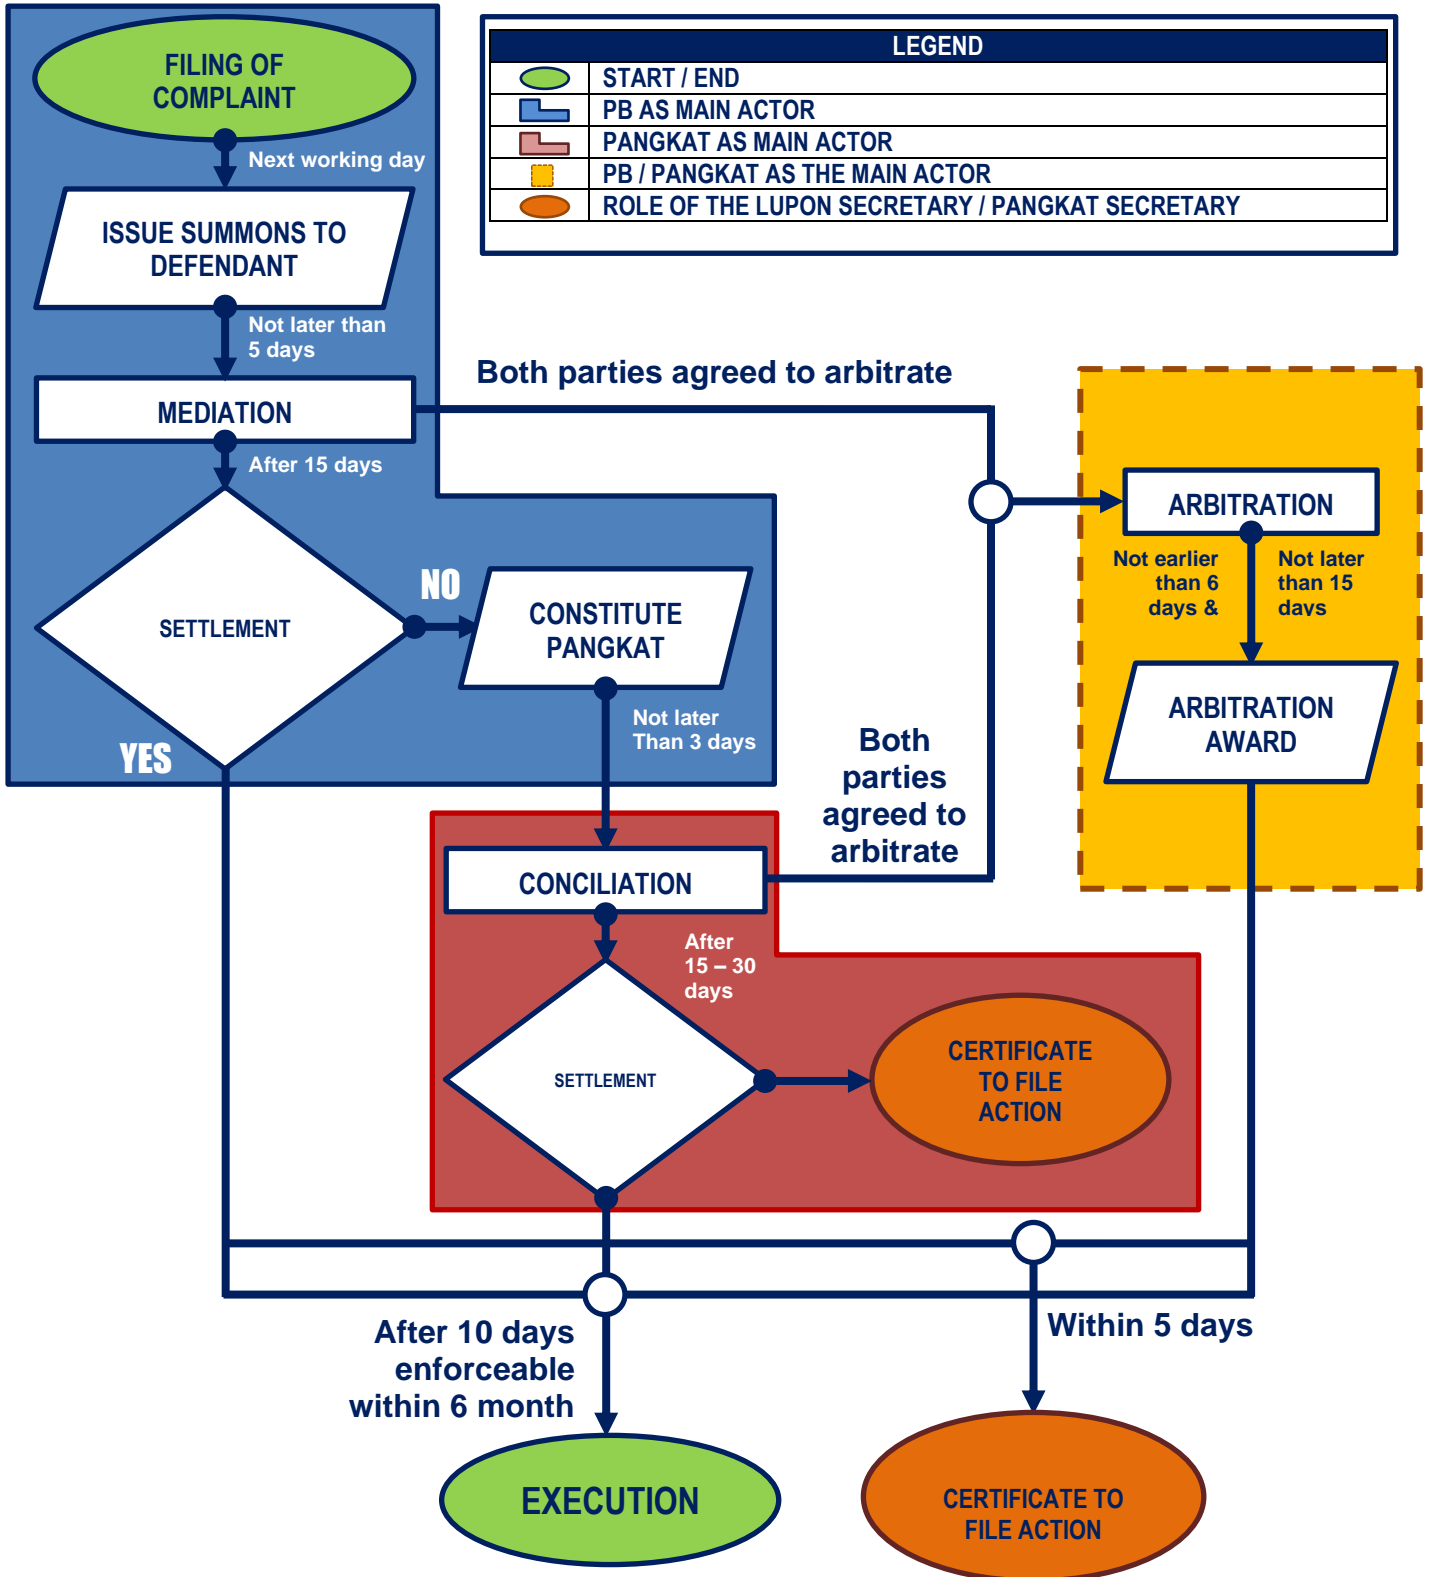 FILING OF
COMPLAINT
Next working day
ISSUE SUMMONS TO
DEFENDANT
Not later than
5 days
MEDIATION
After 15 days
SETTLEMENT
NO
YES
CONSTITUTE
PANGKAT
Not later
Than 3 days
LEGEND
START / END
PB AS MAIN ACTOR
PANGKAT AS MAIN ACTOR
PB / PANGKAT AS THE MAIN ACTOR
ROLE OF THE LUPON SECRETARY / PANGKAT SECRETARY
Both parties agreed to arbitrate
ARBITRATION
Not earlier
than 6
days &
Not later
than 15
days
ARBITRATION
AWARD
Both
parties
agreed to
arbitrate
CONCILIATION
After
15 – 30
days
SETTLEMENT
CERTIFICATE
TO FILE
ACTION
After 10 days
enforceable
within 6 month
Within 5 days
EXECUTION
CERTIFICATE TO
FILE ACTION